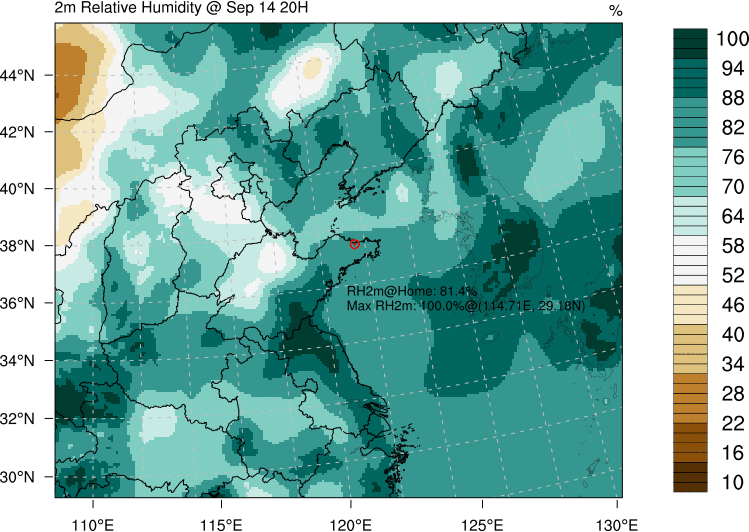 2m Relative Humidity @ Sep 14 20H
%
44°N
42°N
40°N
38°N
36°N
34°N
32°N
30°N
110°E
115°E
120°E
125°E
130°E
RH2m@Home: 81.4%
Max RH2m: 100.0%@(114.71E, 29.18N)
100
94
88
82
76
70
64
58
52
46
40
34
28
22
16
10